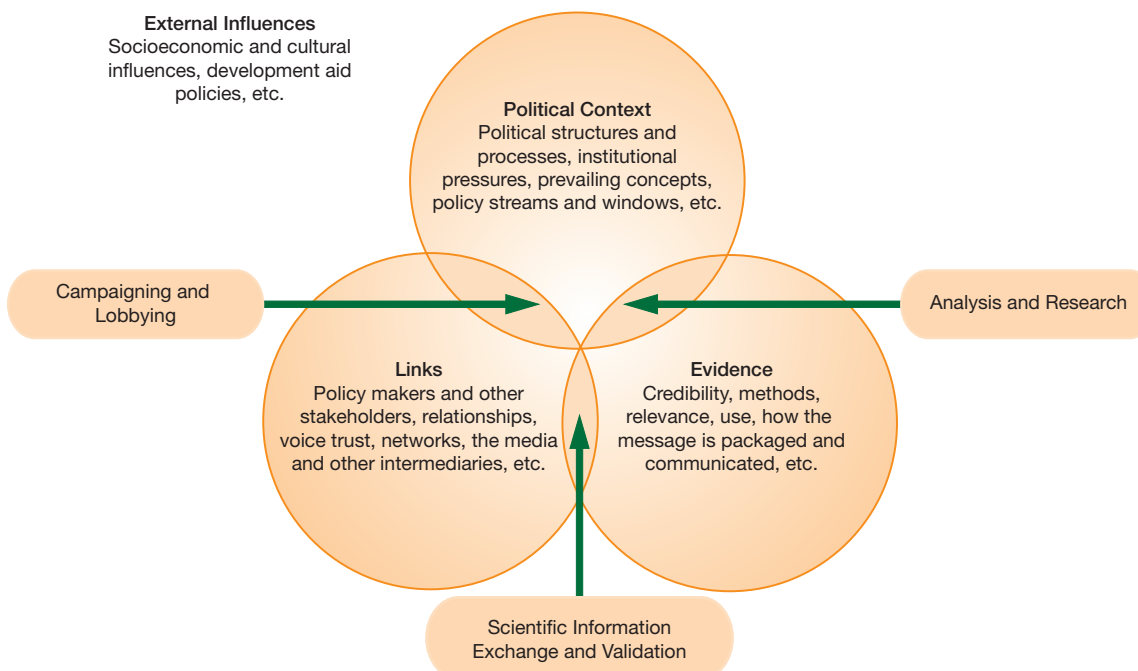 External Influences
Socioeconomic and cultural
influences, development aid
policies, etc.
Political Context
Political structures and
processes, institutional
pressures, prevailing concepts,
policy streams and windows, etc.
Campaigning and
Lobbying
Analysis and Research
Links
Policy makers and other
stakeholders, relationships,
voice trust, networks, the media
and other intermediaries, etc.
Evidence
Credibility, methods,
relevance, use, how the
message is packaged and
communicated, etc.
Scientific Information
Exchange and Validation